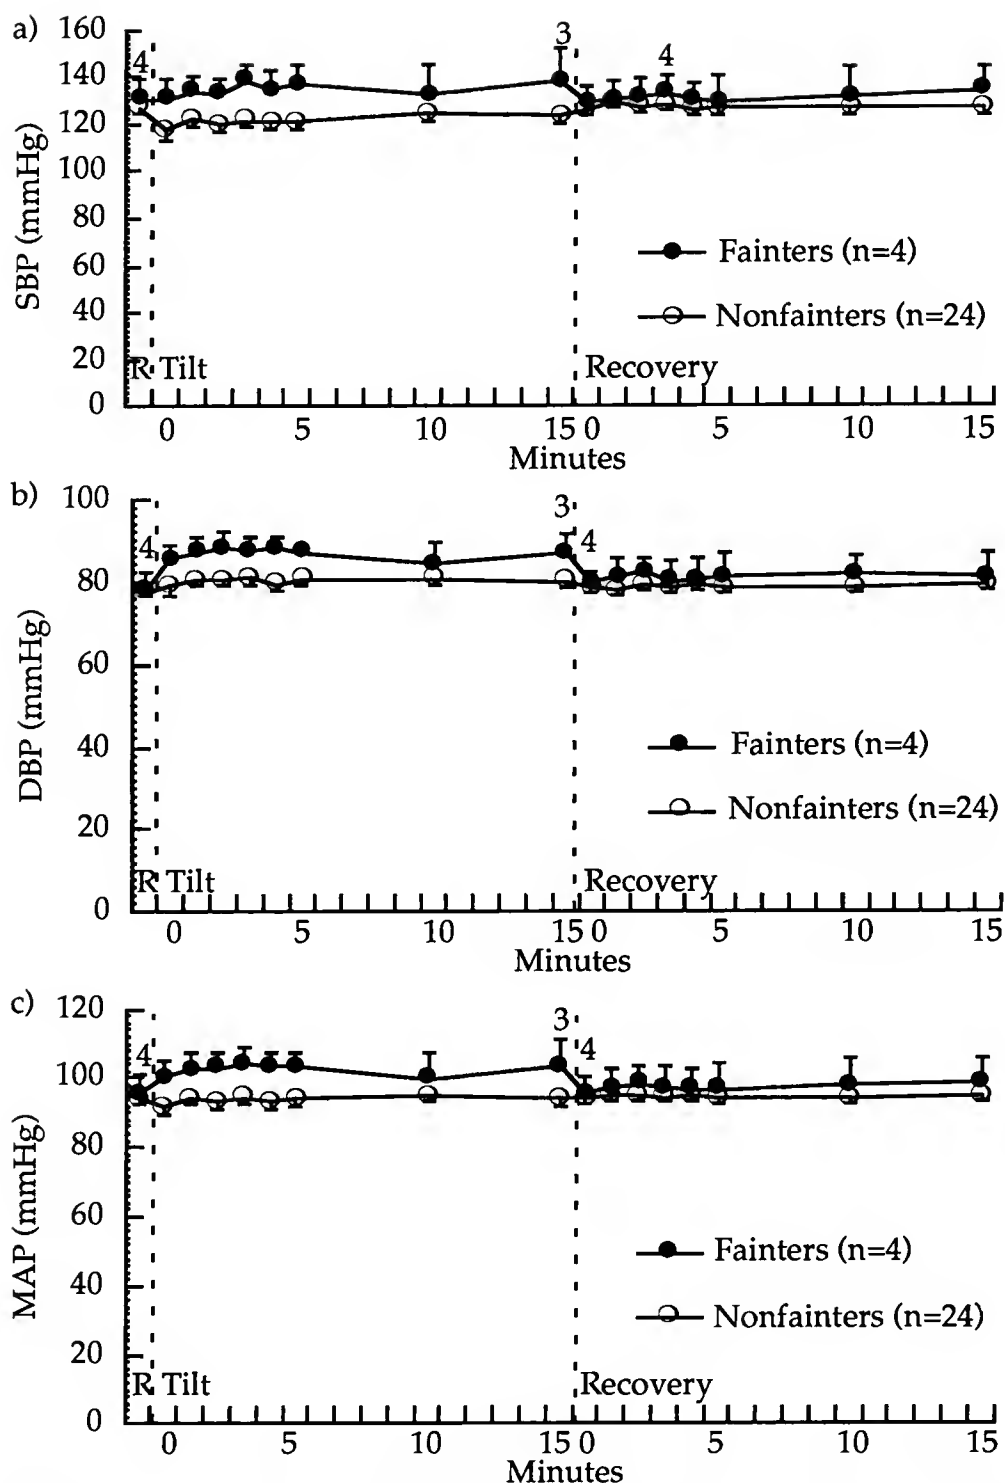 a)
160
140
120
100
80
60
40
20
0
SBP (mmHg)
4
3
4
Fainters (n=4)
Nonfainters (n=24)
R Tilt
Recovery
0 5 10 15 0 5 10 15
Minutes
b)
100
80
60
40
20
0
DBP (mmHg)
4
3
4
Fainters (n=4)
Nonfainters (n=24)
R Tilt
Recovery
0 5 10 15 0 5 10 15
Minutes
c)
120
100
80
60
40
20
0
MAP (mmHg)
4
3
4
Fainters (n=4)
Nonfainters (n=24)
R Tilt
Recovery
0 5 10 15 0 5 10 15
Minutes